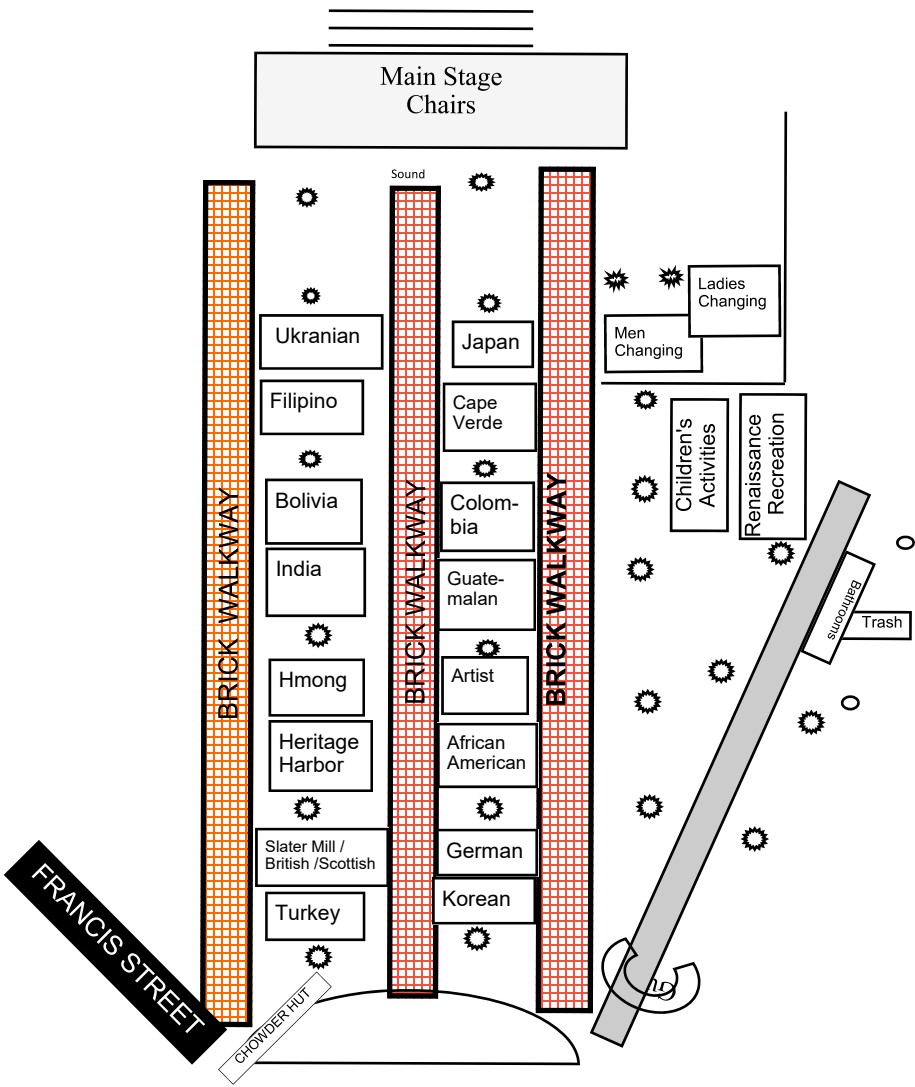 Main Stage
Chairs
Sound
Ladies
Changing
Men
Changing
Ukranian
Japan
Filipino
Cape
Verde
Children's
Activities
Renaissance
Recreation
BRICK WALKWAY
BRICK WALKWAY
BRICK WALKWAY
Bolivia
Colom-
bia
India
Guate-
malan
Bathrooms
Trash
Hmong
Artist
Heritage
Harbor
African
American
Slater Mill /
British /Scottish
German
Turkey
Korean
FRANCIS STREET
CHOWDER HUT